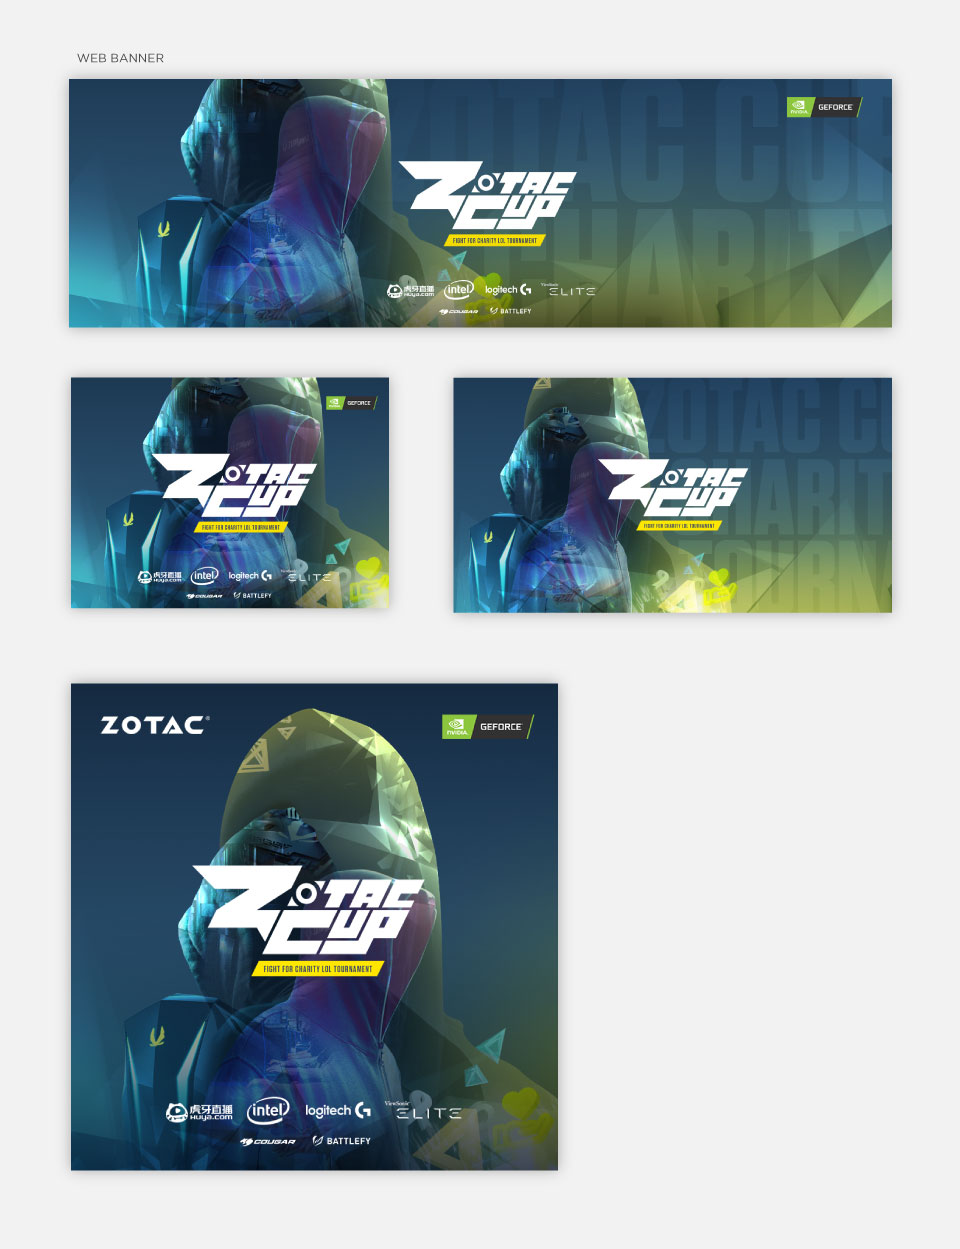 WEB BANNER
ZOTAC CUP
CHARITY
NVIDIA
GEFORCE
ZOTAC
CUP
FIGHT FOR CHARITY LOL TOURNAMENT
虎牙直播
Huya.com
intel
logitech G
ViewSonic
ELITE
COUGAR
BATTLEFY
NVIDIA
GEFORCE
ZOTAC
CUP
FIGHT FOR CHARITY LOL TOURNAMENT
虎牙直播
Huya.com
intel
logitech G
ViewSonic
ELITE
COUGAR
BATTLEFY
ZOTAC CU
CHARITY
OURN
ZOTAC
CUP
FIGHT FOR CHARITY LOL TOURNAMENT
ZOTAC®
NVIDIA
GEFORCE
ZOTAC
CUP
FIGHT FOR CHARITY LOL TOURNAMENT
虎牙直播
Huya.com
intel
logitech G
ViewSonic
ELITE
COUGAR
BATTLEFY